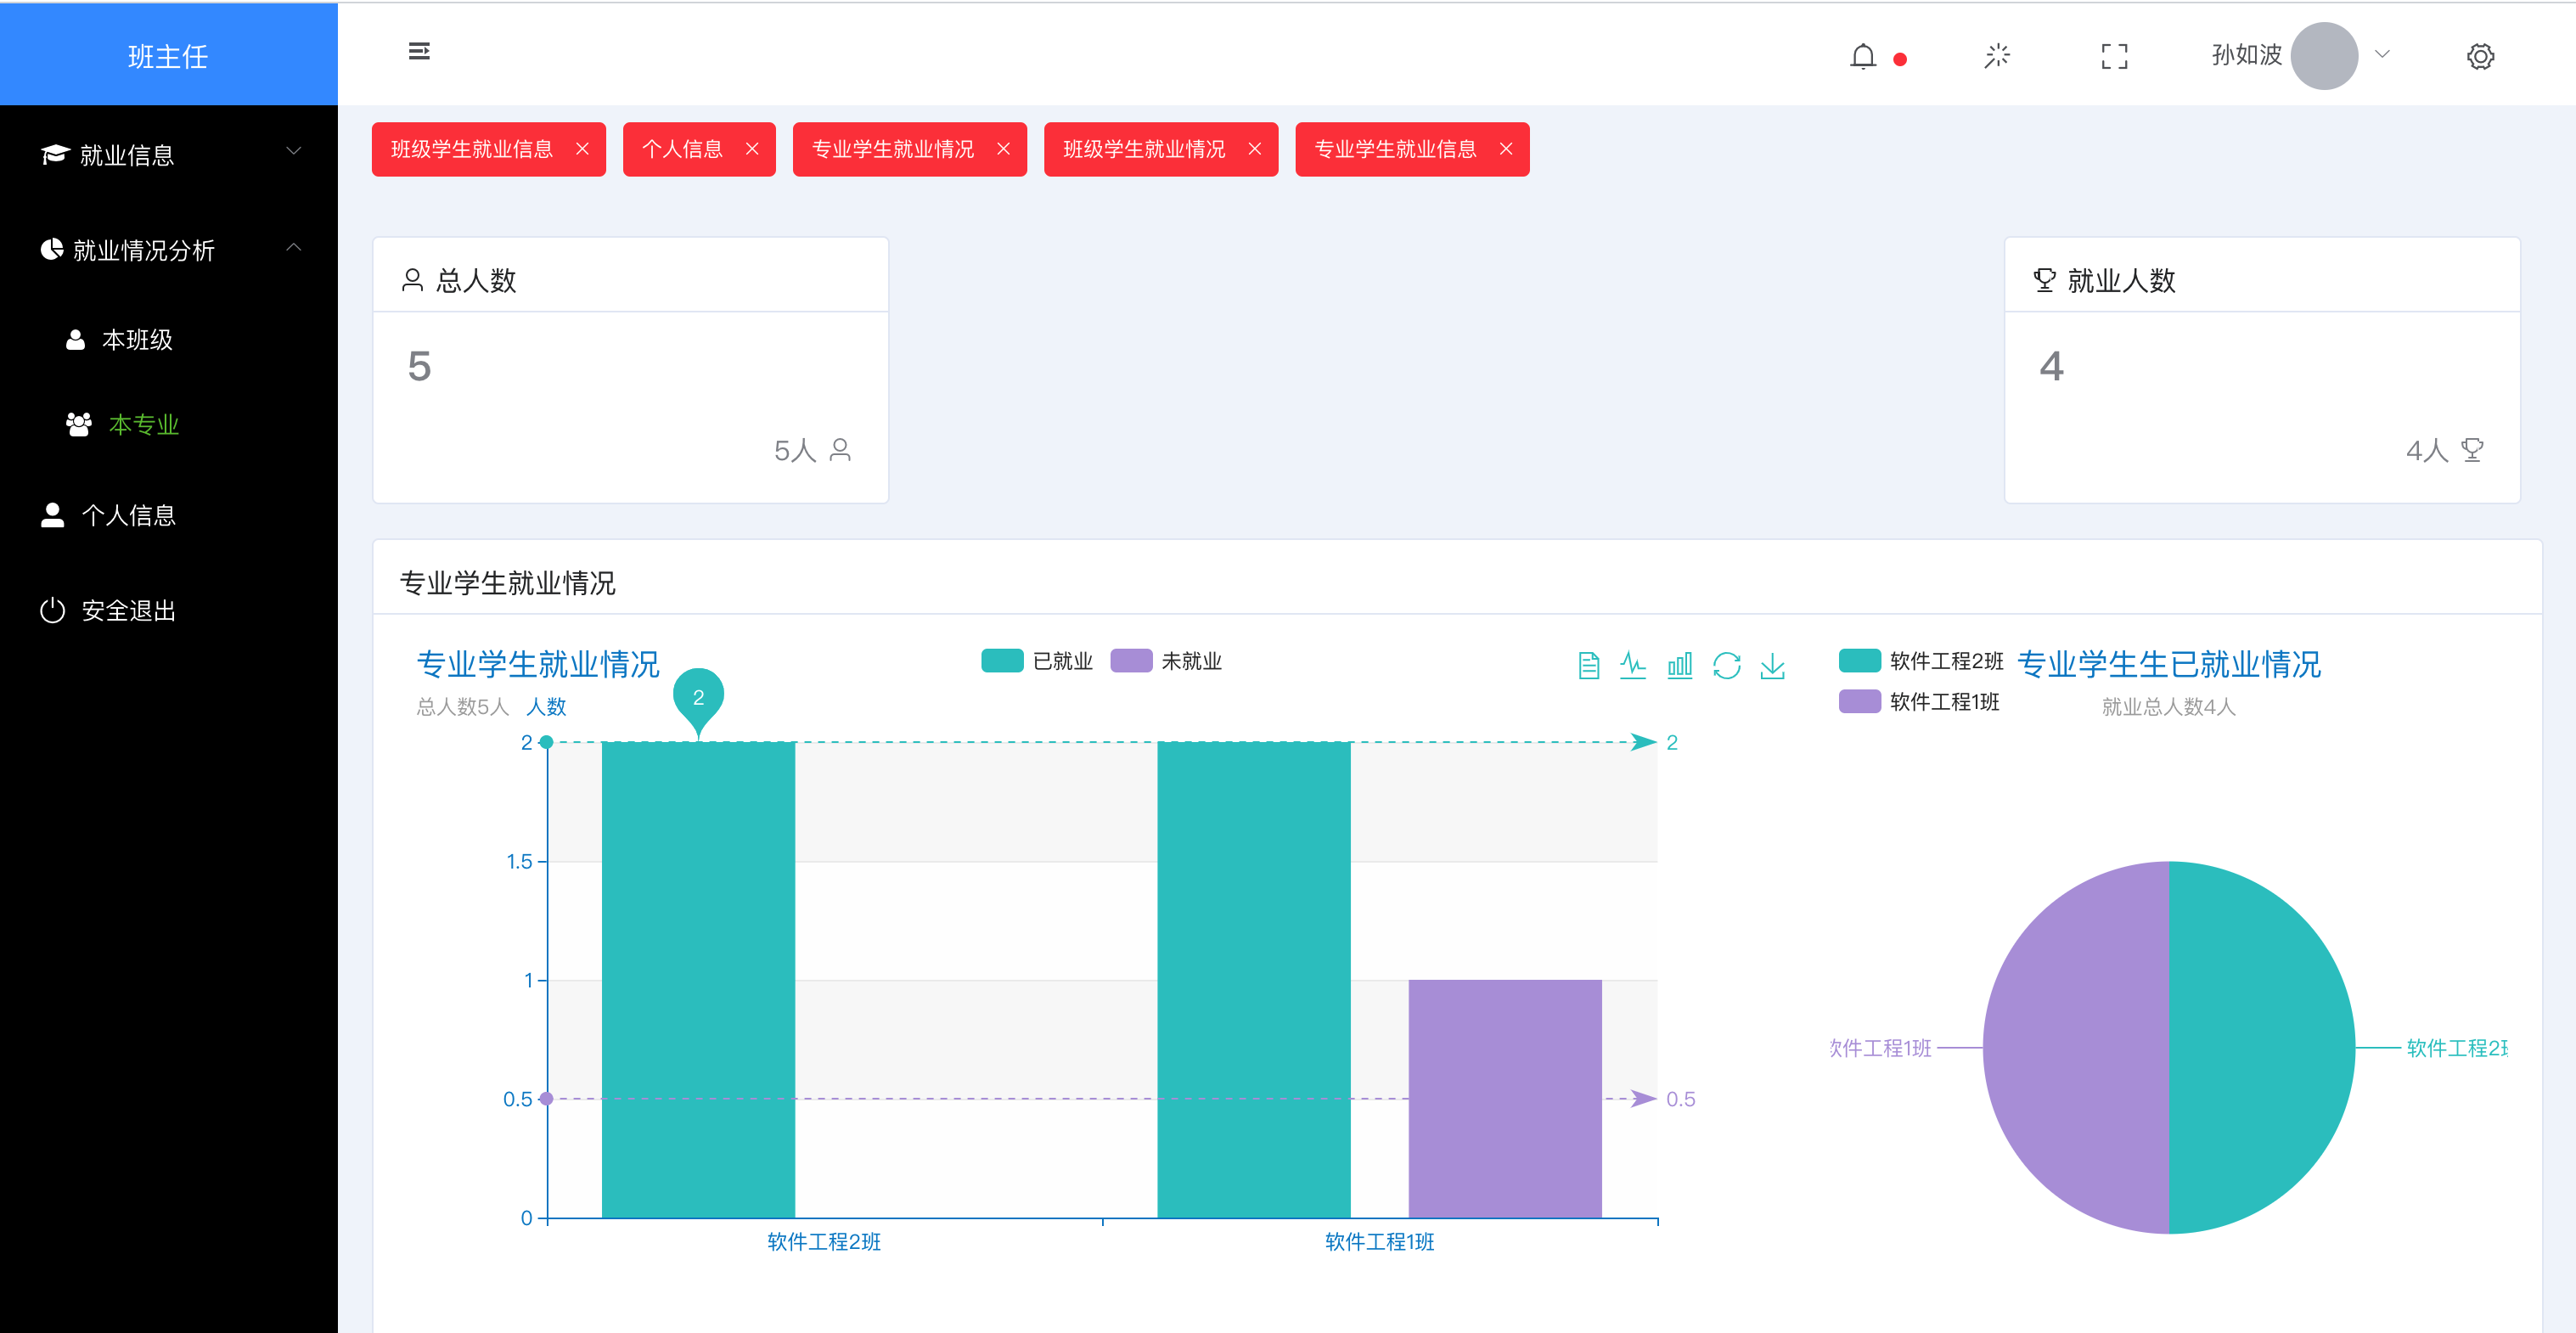 班主任
孙如波
就业信息
就业情况分析
本班级
本专业
个人信息
安全退出
班级学生就业信息
个人信息
专业学生就业情况
班级学生就业情况
专业学生就业信息
总人数
5
5人
就业人数
4
4人
专业学生就业情况
专业学生就业情况
总人数5人
人数
已就业
未就业
2
2
1.5
1
0.5
0
2
0.5
软件工程2班
软件工程1班
软件工程2班
软件工程1班
专业学生生已就业情况
就业总人数4人
软件工程1班
软件工程2班